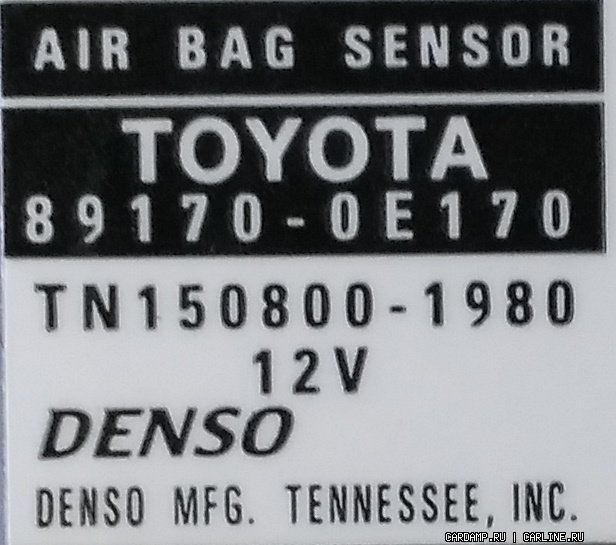 AIR BAG SENSOR
TOYOTA
89170-0E170
TN150800-1980
12V
DENSO
DENSO MFG. TENNESSEE, INC.
CARDAMP.RU | CARLINE.RU